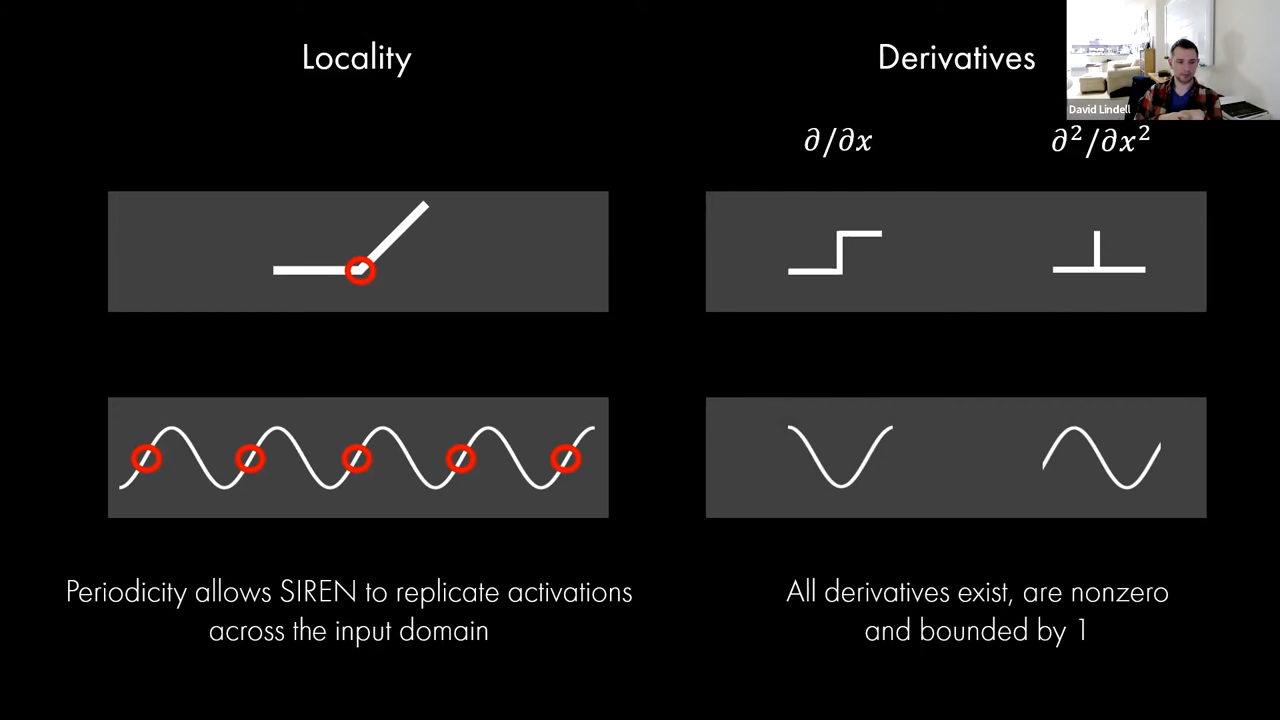 Locality
Derivatives
David Lindell
∂/∂x
∂²/∂x²
Periodicity allows SIREN to replicate activations
across the input domain
All derivatives exist, are nonzero
and bounded by 1